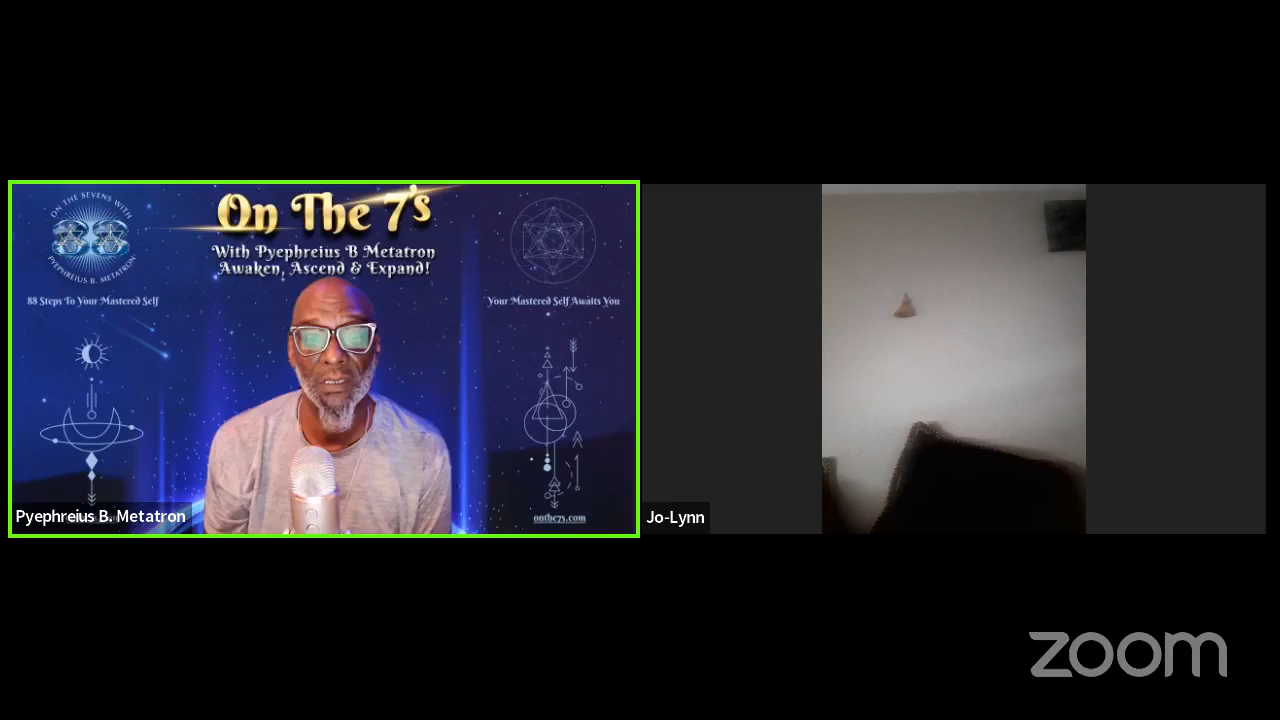 On The 7's
With Pyephreius B Metatron
Awaken, Ascend & Expand!
ON THE SEVENS WITH
PYEPHREIUS B. METATRON
88 Steps To Your Mastered Self
Your Mastered Self Awaits You
onthe7s.com
Pyephreius B. Metatron
Jo-Lynn
zoom